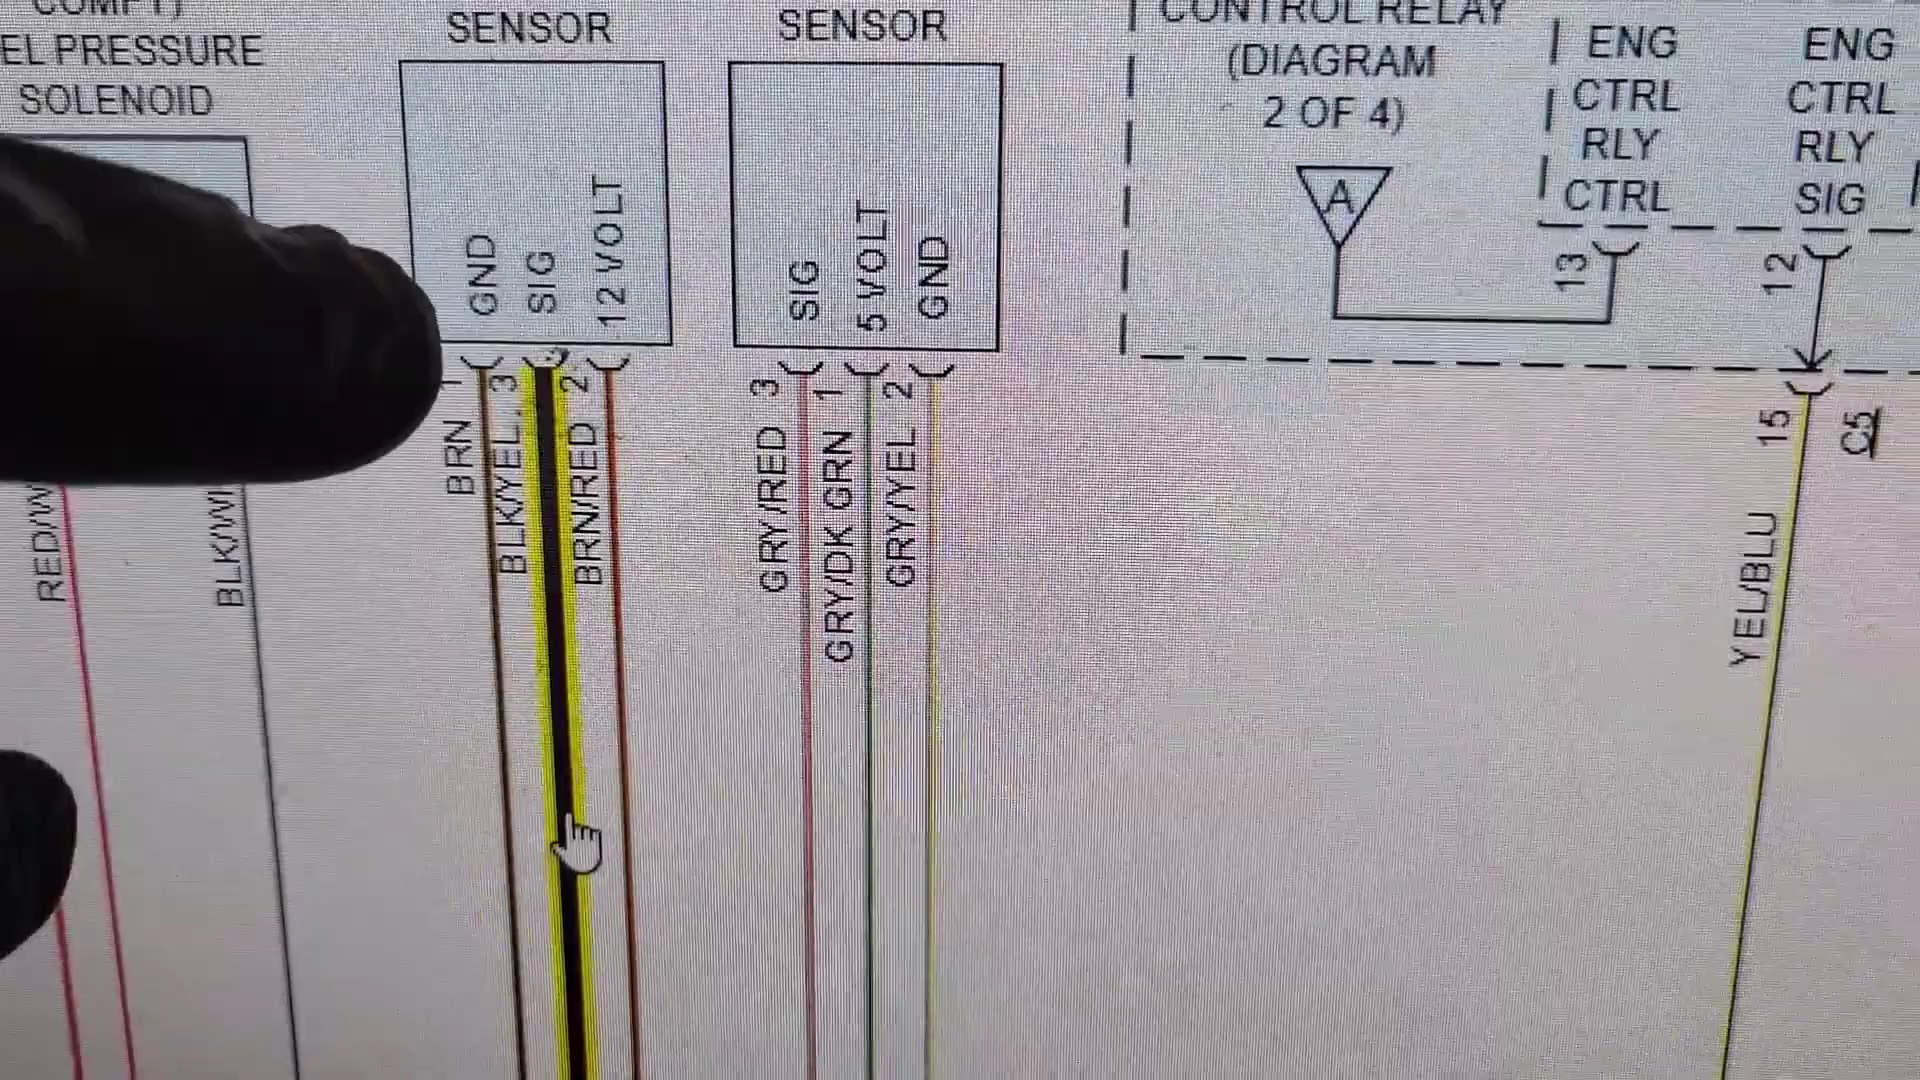 EL PRESSURE
SOLENOID
RED/W
BLK/WI
SENSOR
GND
SIG
12 VOLT
BRN 1
BLK/YEL 3
BRN/RED 2
SENSOR
SIG
5 VOLT
GND
GRY/RED 3
GRY/DK GRN 1
GRY/YEL 2
CONTROL RELAY
(DIAGRAM
2 OF 4)
A
ENG
CTRL
RLY
CTRL
13
ENG
CTRL
RLY
SIG
12
15
C5
YEL/BLU